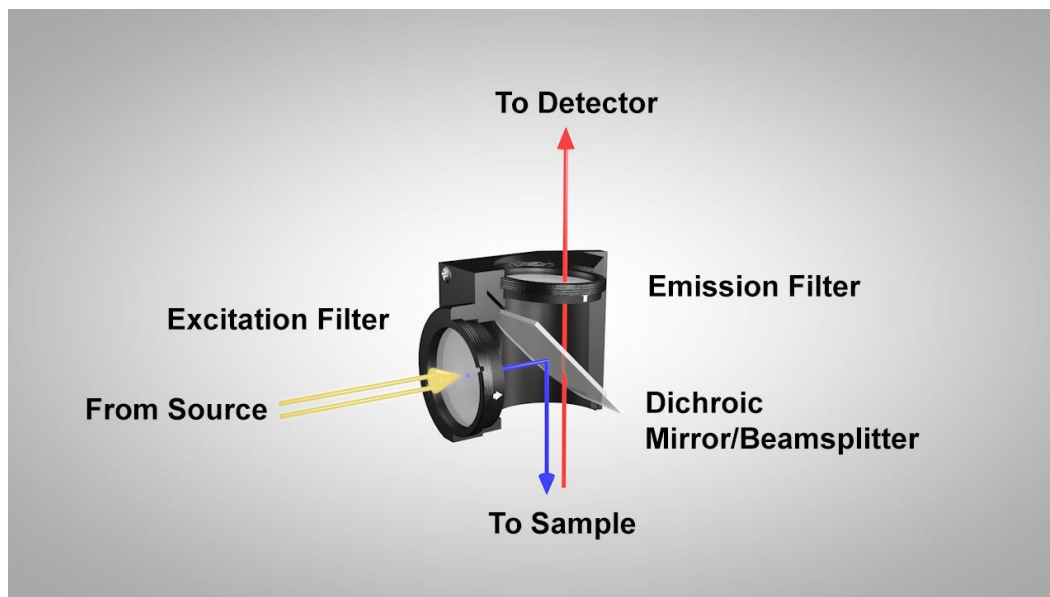 To Detector
Emission Filter
Excitation Filter
From Source
Dichroic
Mirror/Beamsplitter
To Sample